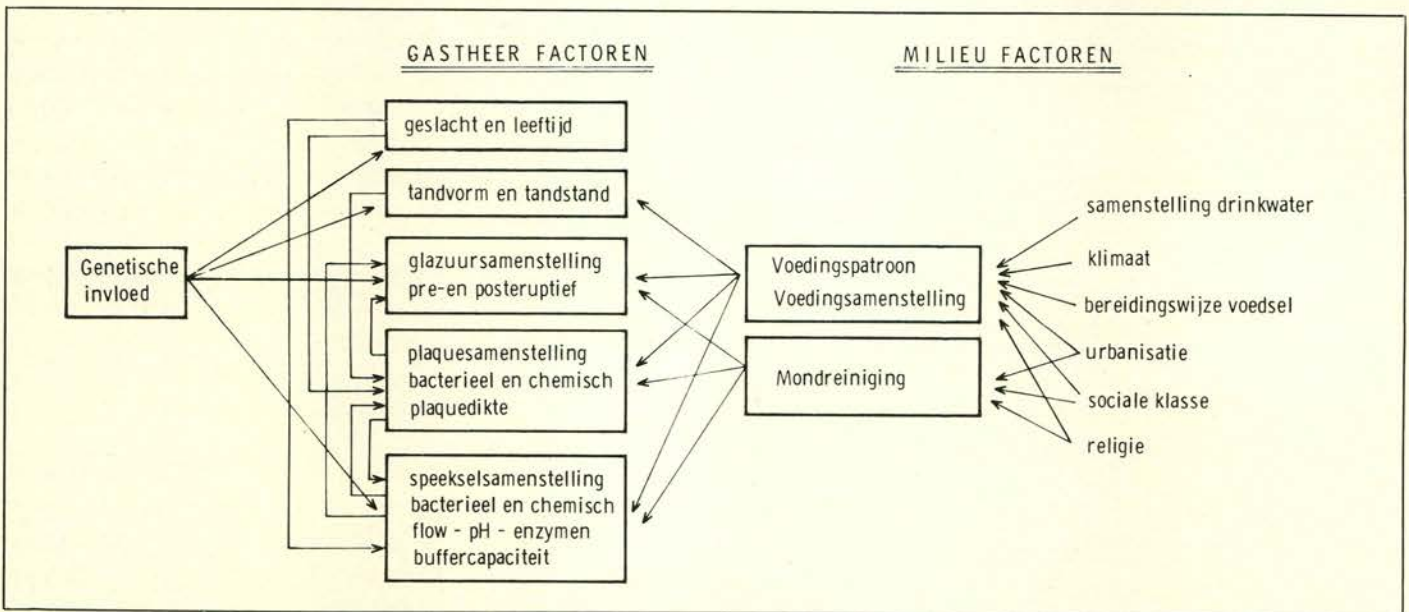 GASTHEER FACTOREN
MILIEU FACTOREN
geslacht en leeftijd
tandvorm en tandstand
Genetische
invloed
glazuursamenstelling
pre-en posteruptief
plaquesamenstelling
bacterieel en chemisch
plaquedikte
speekselsamenstelling
bacterieel en chemisch
flow - pH - enzymen
buffercapaciteit
Voedingspatroon
Voedingsamenstelling
Mondreiniging
samenstelling drinkwater
klimaat
bereidingswijze voedsel
urbanisatie
sociale klasse
religie